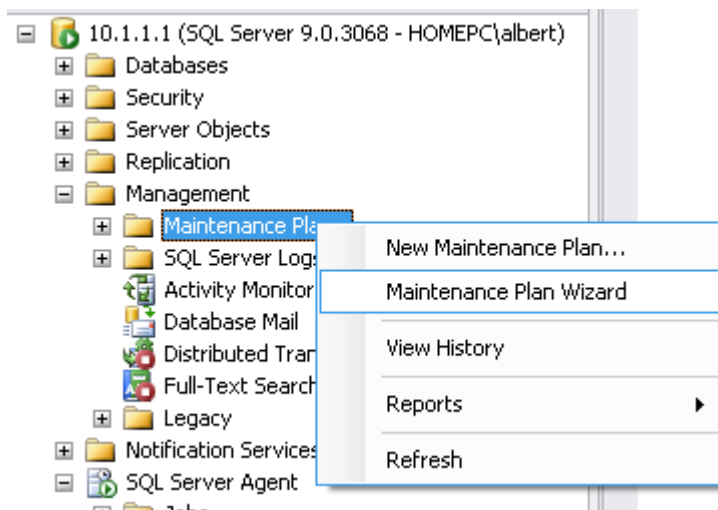 10.1.1.1 (SQL Server 9.0.3068 - HOMEPC\albert)
Databases
Security
Server Objects
Replication
Management
Maintenance Pla
SQL Server Logs
Activity Monitor
Database Mail
Distributed Tran
Full-Text Search
Legacy
Notification Services
SQL Server Agent
Jobs
New Maintenance Plan...
Maintenance Plan Wizard
View History
Reports
Refresh